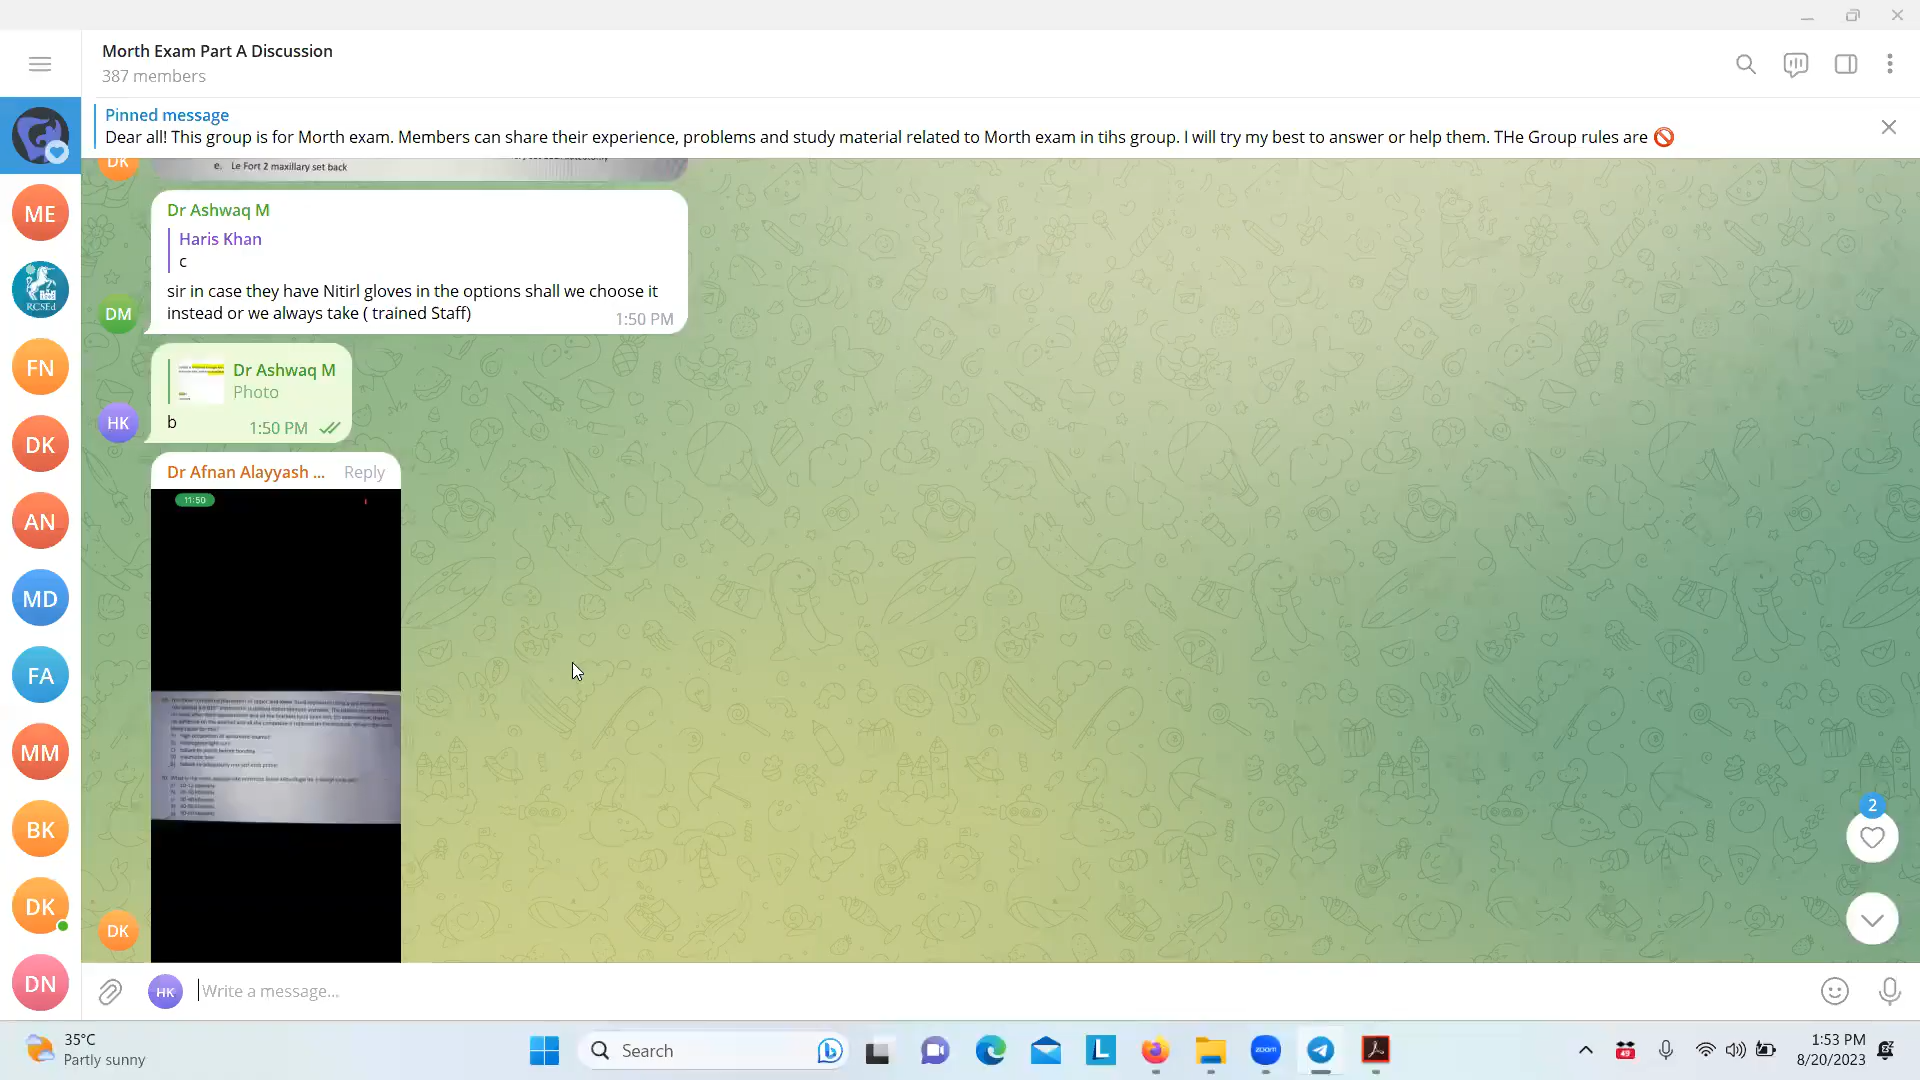 Morth Exam Part A Discussion
387 members
Pinned message
Dear all! This group is for Morth exam. Members can share their experience, problems and study material related to Morth exam in tihs group. I will try my best to answer or help them. THe Group rules are 🚫
DK
e. Le Fort 2 maxillary set back
Dr Ashwaq M
Haris Khan
c
sir in case they have Nitirl gloves in the options shall we choose it
instead or we always take ( trained Staff)
1:50 PM
DM
Dr Ashwaq M
Photo
b
1:50 PM
HK
Dr Afnan Alayyash ...
Reply
11:50
DK
ME
RCSEd
FN
DK
AN
MD
FA
MM
BK
DK
DN
2
HK
Write a message...
35°C
Partly sunny
Search
L
zoom
49
1:53 PM
8/20/2023